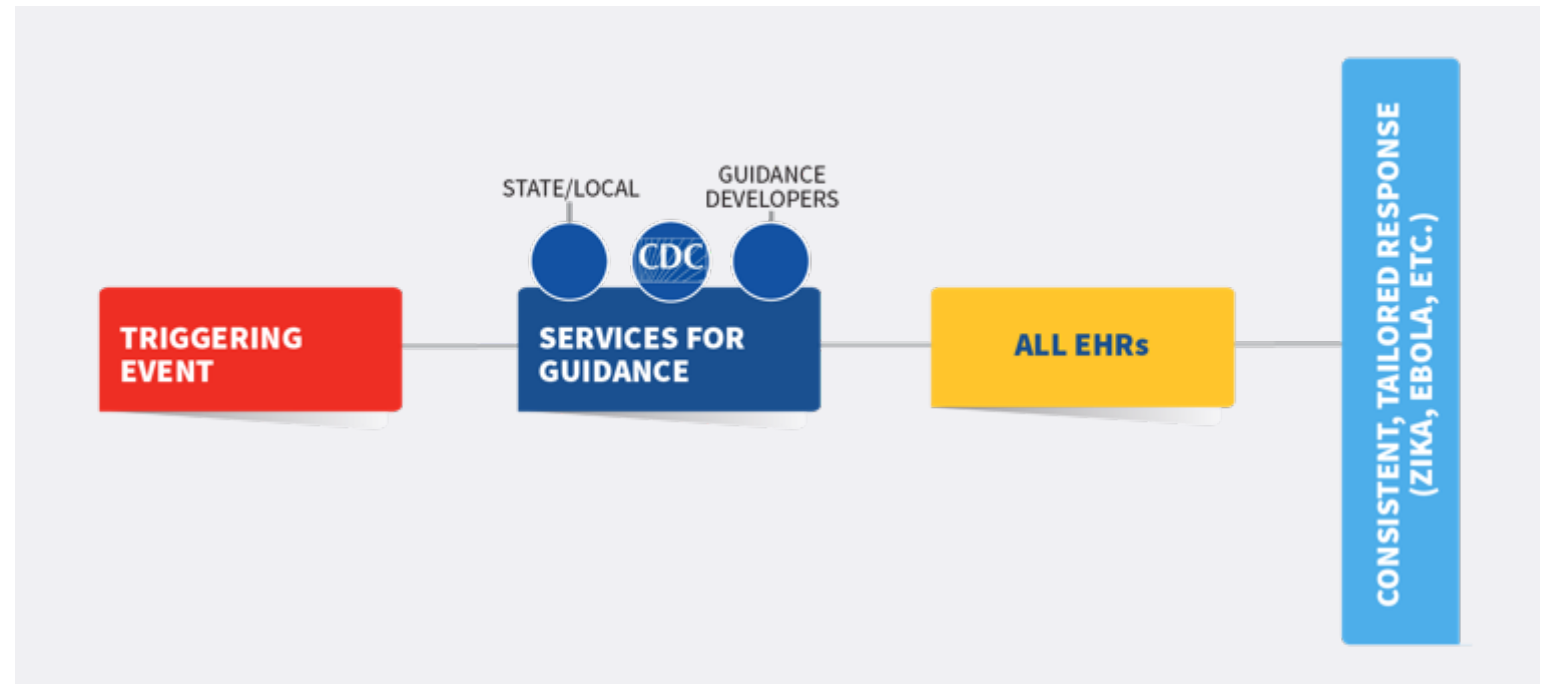 TRIGGERING
EVENT
STATE/LOCAL
CDC
GUIDANCE
DEVELOPERS
SERVICES FOR
GUIDANCE
ALL EHRs
CONSISTENT, TAILORED RESPONSE
(ZIKA, EBOLA, ETC.)